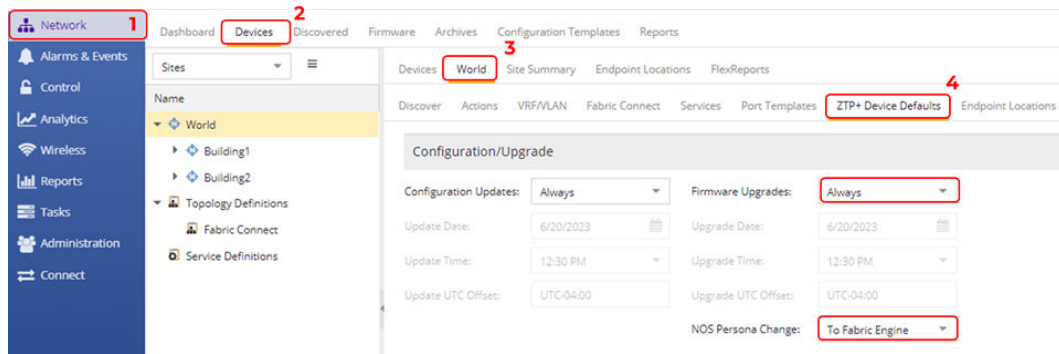 Network 1
Alarms & Events
Control
Analytics
Wireless
Reports
Tasks
Administration
Connect
2
Dashboard Devices Discovered Firmware Archives Configuration Templates Reports
Sites
Name
World
Building1
Building2
Topology Definitions
Fabric Connect
Service Definitions
3
Devices World Site Summary Endpoint Locations FlexReports
4
Discover Actions VRF/VLAN Fabric Connect Services Port Templates ZTP+ Device Defaults Endpoint Locations
Configuration/Upgrade
Configuration Updates: Always Firmware Upgrades: Always
Update Date: 6/20/2023 Upgrade Date: 6/20/2023
Update Time: 12:30 PM Upgrade Time: 12:30 PM
Update UTC Offset: UTC-04:00 Upgrade UTC Offset: UTC-04:00
NOS Persona Change: To Fabric Engine